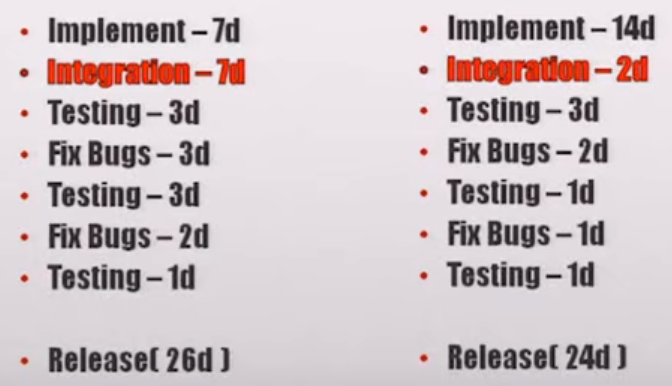 Implement – 7d
Integration – 7d
Testing – 3d
Fix Bugs – 3d
Testing – 3d
Fix Bugs – 2d
Testing – 1d
Release( 26d )
Implement – 14d
Integration – 2d
Testing – 3d
Fix Bugs – 2d
Testing – 1d
Fix Bugs – 1d
Testing – 1d
Release( 24d )